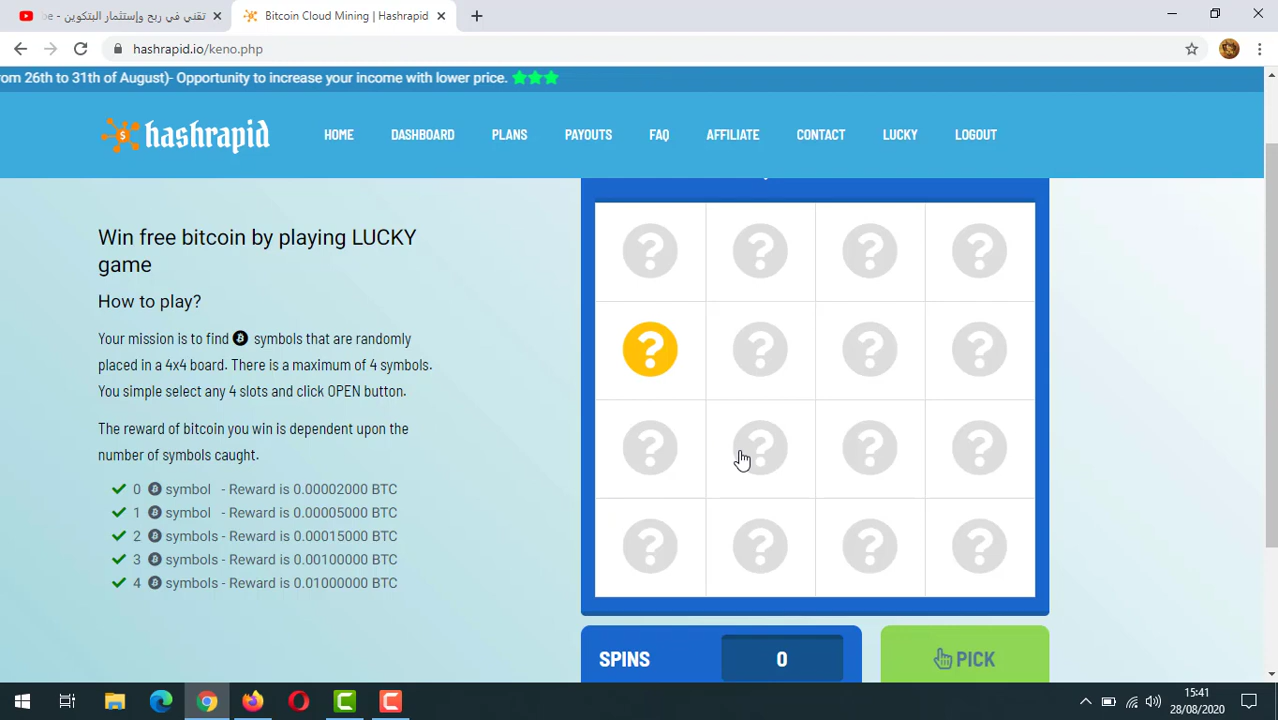 تقني في ربح وإستثمار البتكوين - be
Bitcoin Cloud Mining | Hashrapid
hashrapid.io/keno.php
rom 26th to 31th of August)- Opportunity to increase your income with lower price.
hashrapid
HOME
DASHBOARD
PLANS
PAYOUTS
FAQ
AFFILIATE
CONTACT
LUCKY
LOGOUT
Win free bitcoin by playing LUCKY
game
How to play?
Your mission is to find symbols that are randomly
placed in a 4x4 board. There is a maximum of 4 symbols.
You simple select any 4 slots and click OPEN button.
The reward of bitcoin you win is dependent upon the
number of symbols caught.
0 symbol - Reward is 0.00002000 BTC
1 symbol - Reward is 0.00005000 BTC
2 symbols - Reward is 0.00015000 BTC
3 symbols - Reward is 0.00100000 BTC
4 symbols - Reward is 0.01000000 BTC
? ? ? ?
? ? ? ?
? ? ? ?
? ? ? ?
SPINS 0
PICK
15:41
28/08/2020